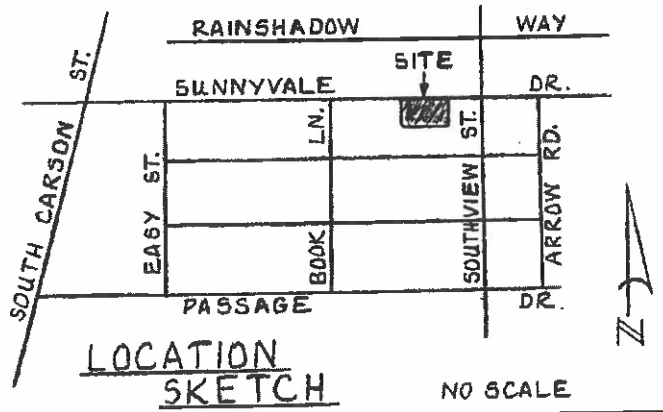 RAINSHADOW WAY
SITE
SUNNYVALE DR.
SOUTH CARSON ST.
EASY ST.
BOOK LN.
SOUTHVIEW ST.
ARROW RD.
PASSAGE DR.
LOCATION
SKETCH
NO SCALE
N